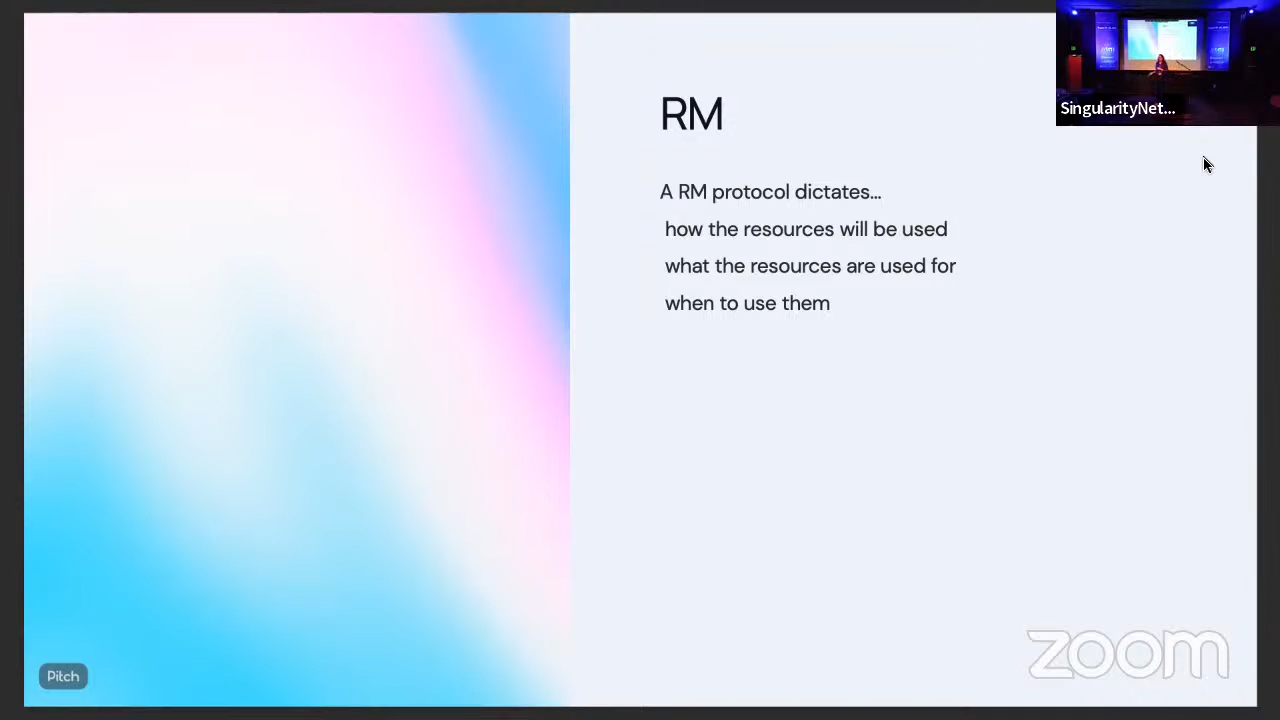 RM
SingularityNet...
A RM protocol dictates...
how the resources will be used
what the resources are used for
when to use them
zoom
Pitch